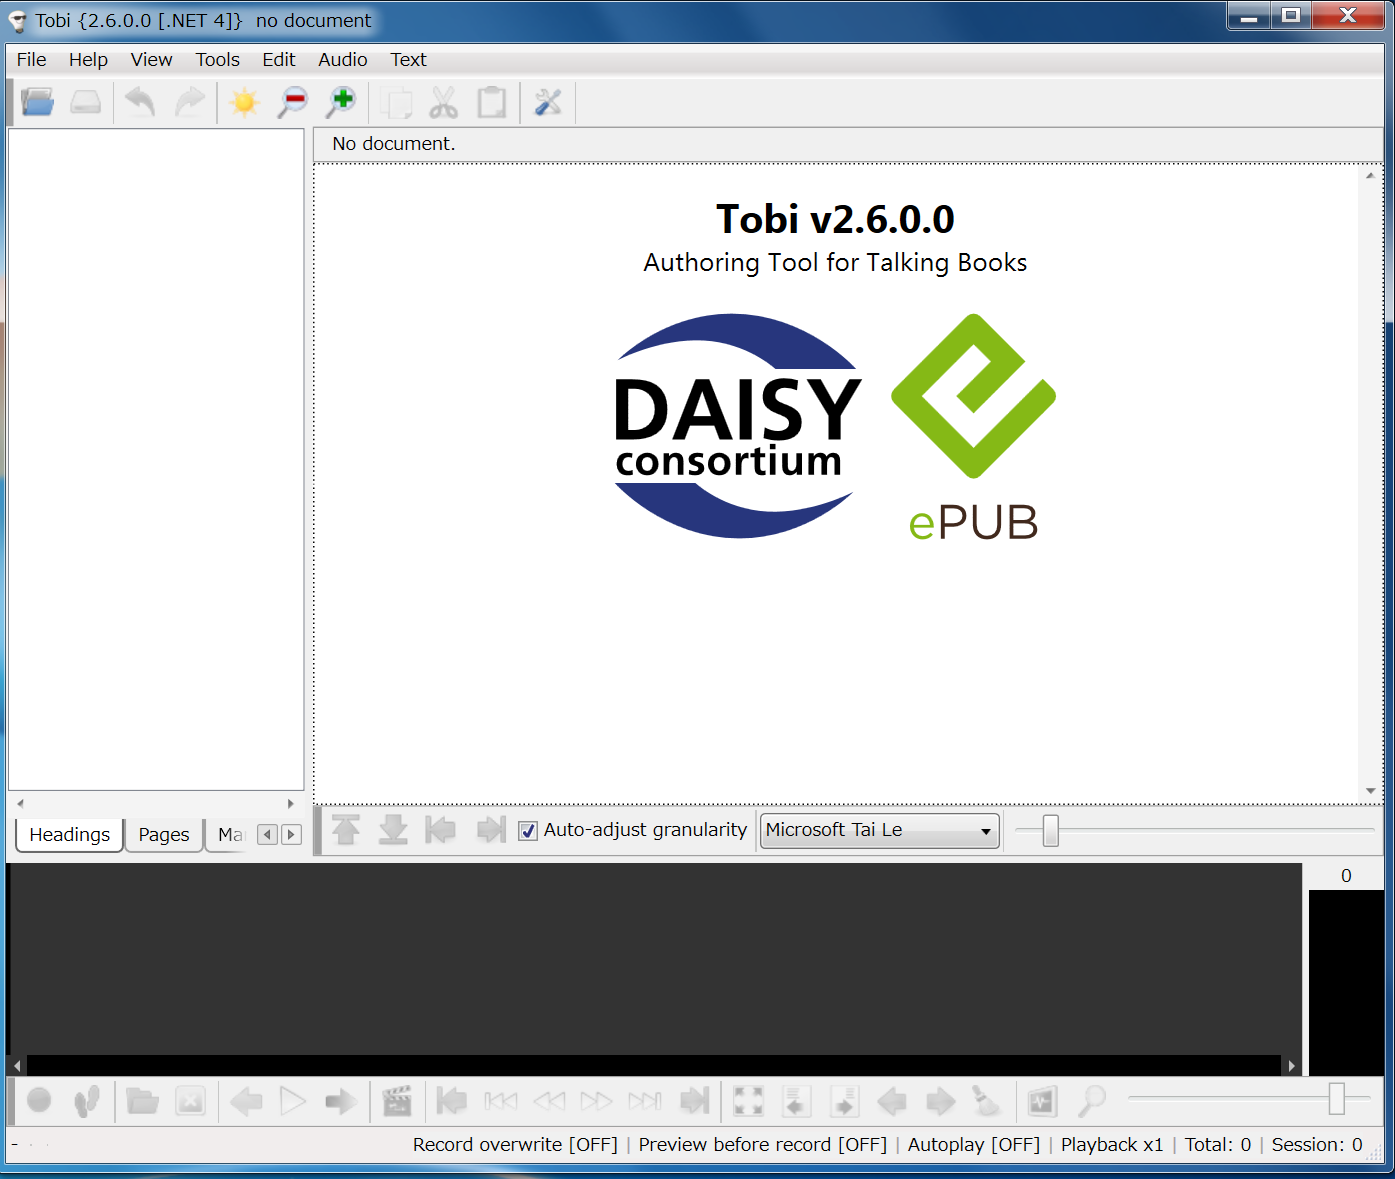 Tobi {2.6.0.0 [.NET 4]}  no document
File Help View Tools Edit Audio Text
No document.
Tobi v2.6.0.0
Authoring Tool for Talking Books
DAISY
consortium
ePUB
Headings Pages
Auto-adjust granularity Microsoft Tai Le
0
Record overwrite [OFF] | Preview before record [OFF] | Autoplay [OFF] | Playback x1 | Total: 0 | Session: 0